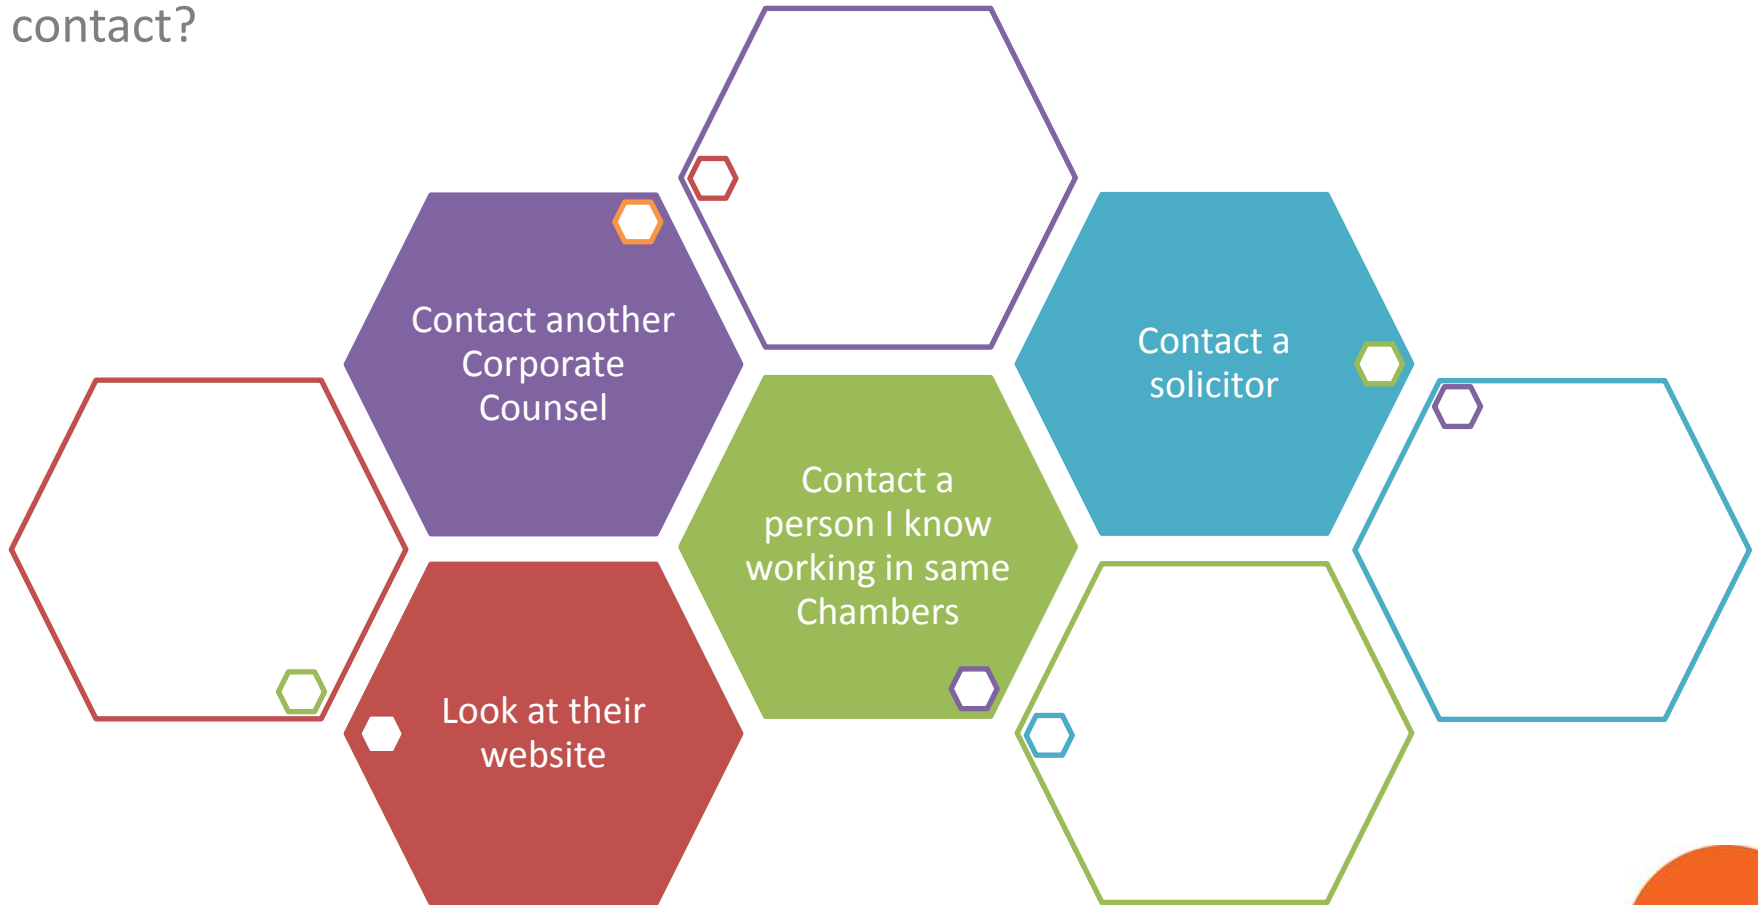 contact?
Contact another
Corporate
Counsel
Contact a
solicitor
Contact a
person I know
working in same
Chambers
Look at their
website